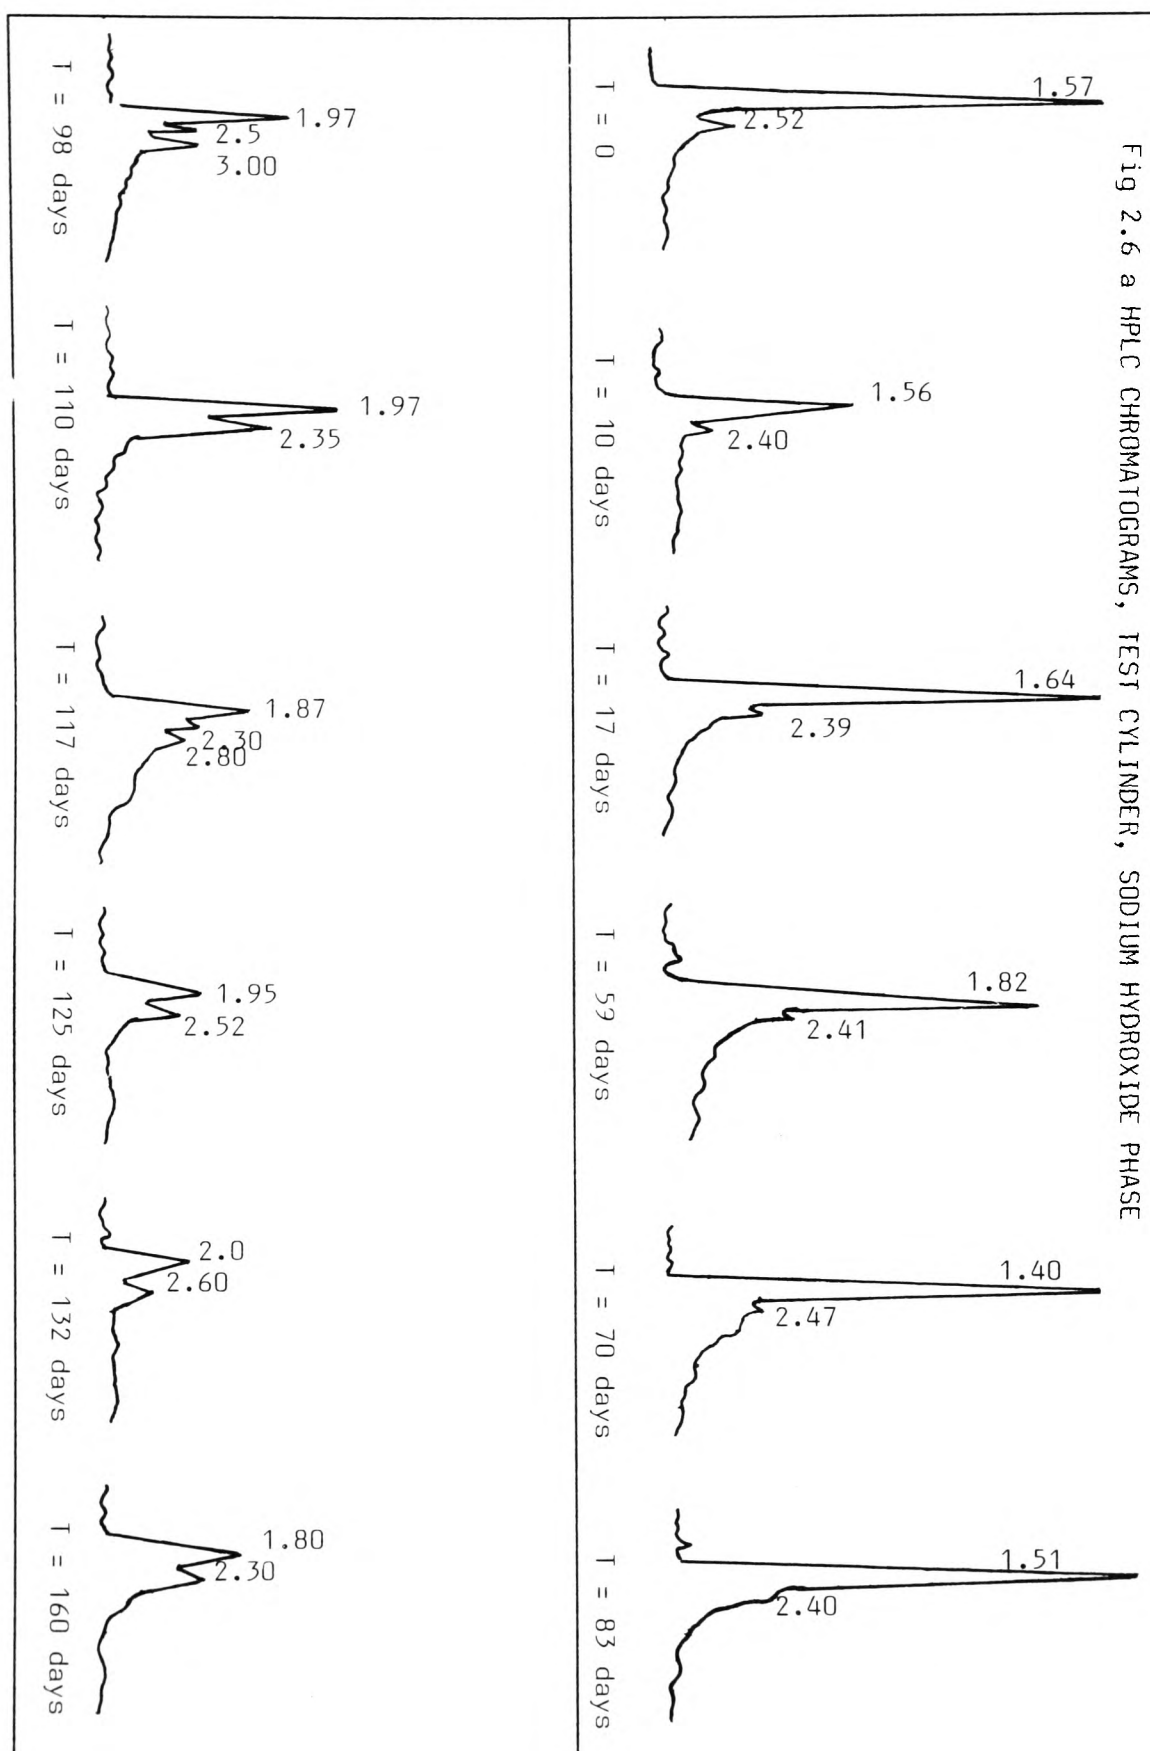 Fig 2.6 a HPLC CHROMATOGRAMS, TEST CYLINDER, SODIUM HYDROXIDE PHASE
1.57
2.52
T = 0
1.56
2.40
T = 10 days
1.64
2.39
T = 17 days
1.82
2.41
T = 59 days
1.40
2.47
T = 70 days
1.51
2.40
T = 83 days
1.97
2.5
3.00
T = 98 days
1.97
2.35
T = 110 days
1.87
2.30
2.80
T = 117 days
1.95
2.52
T = 125 days
2.0
2.60
T = 132 days
1.80
2.30
T = 160 days